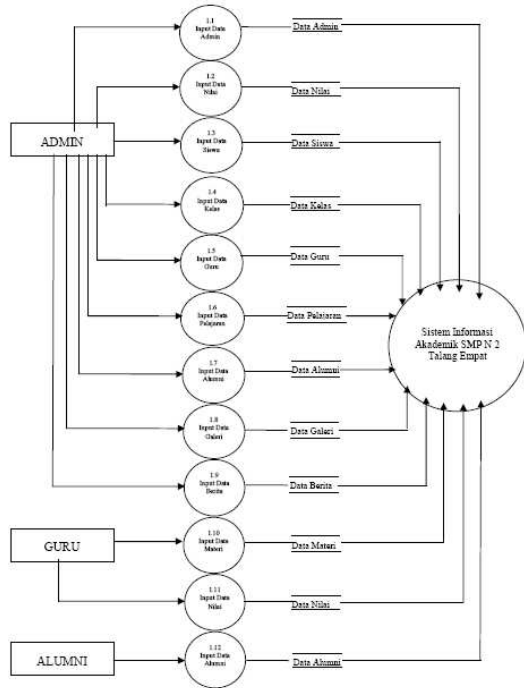 1.1
Input Data
Admin
Data Admin
1.2
Input Data
Nilai
Data Nilai
ADMIN
1.3
Input Data
Siswa
Data Siswa
1.4
Input Data
Kelas
Data Kelas
1.5
Input Data
Guru
Data Guru
1.6
Input Data
Pelajaran
Data Pelajaran
Sistem Informasi
Akademik SMP N 2
Talang Empat
1.7
Input Data
Alumni
Data Alumni
1.8
Input Data
Galeri
Data Galeri
1.9
Input Data
Berita
Data Berita
GURU
1.10
Input Data
Materi
Data Materi
1.11
Input Data
Nilai
Data Nilai
ALUMNI
1.12
Input Data
Alumni
Data Alumni